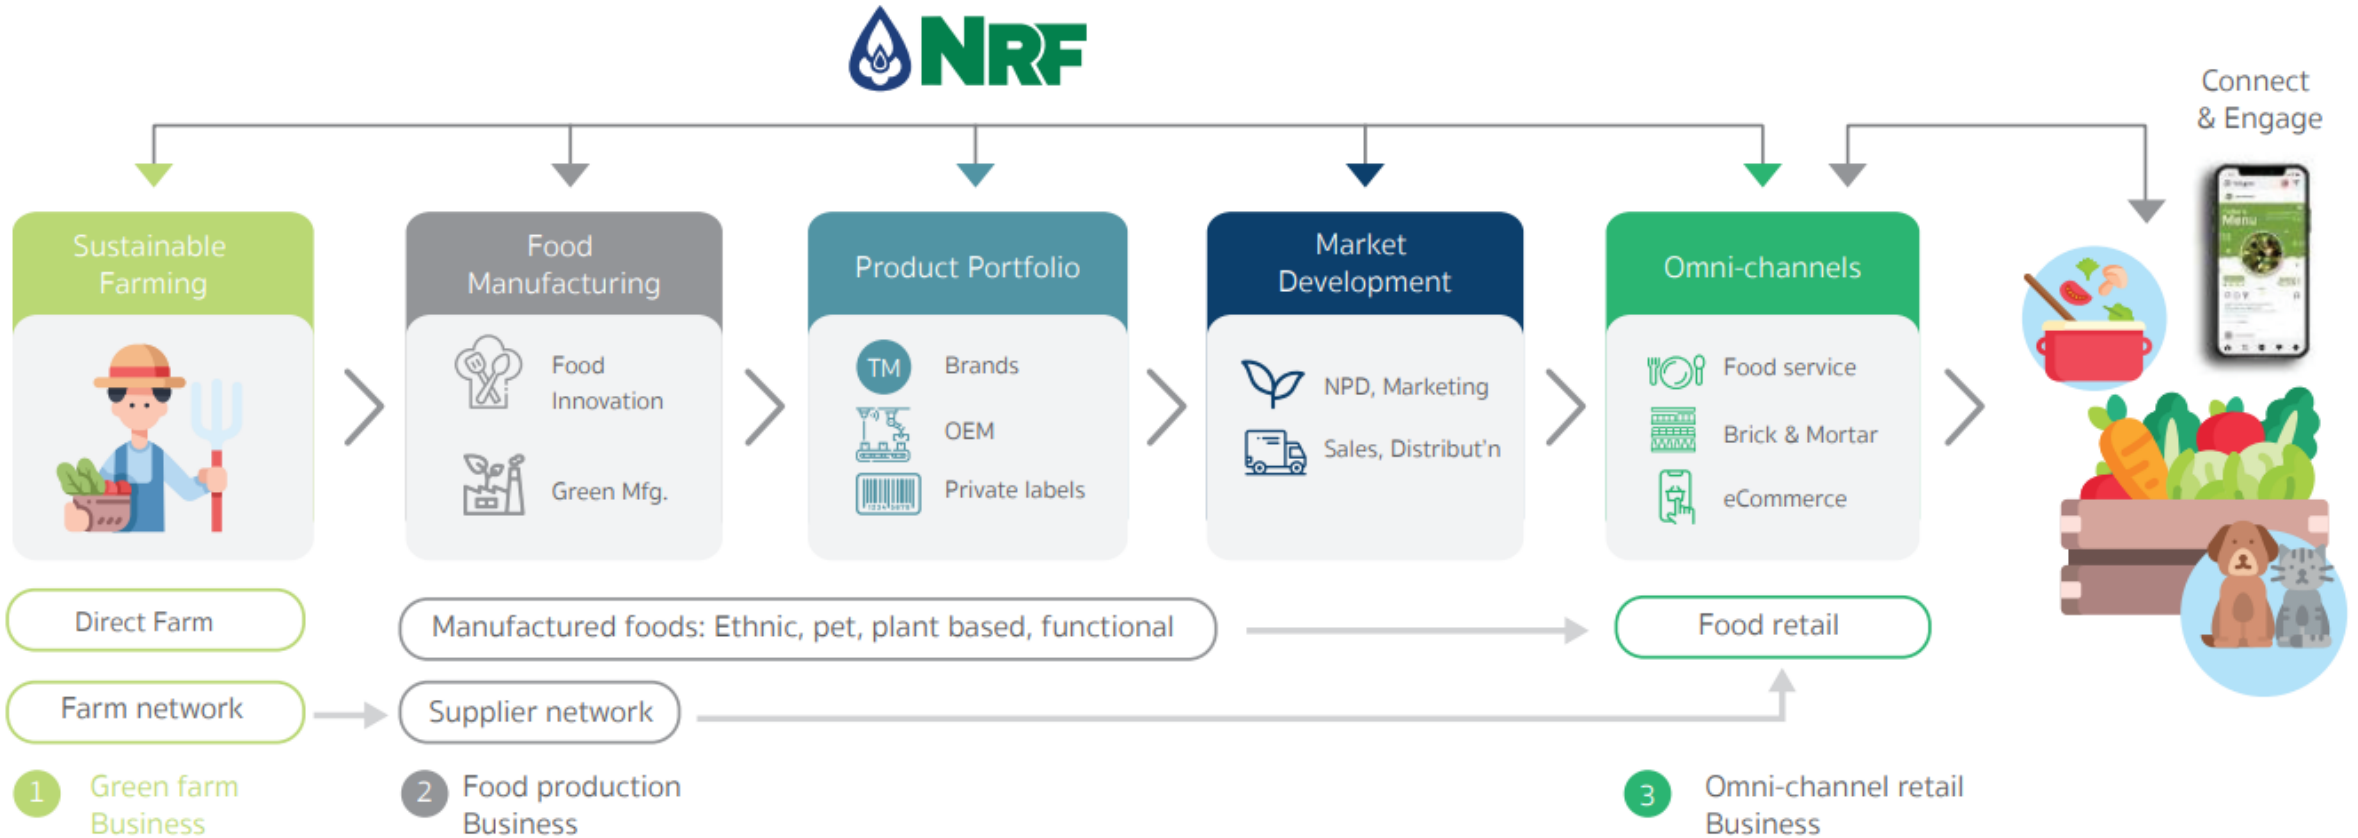 NRF
Connect
& Engage
Sustainable
Farming
Food
Manufacturing
Product Portfolio
Market
Development
Omni-channels
Food
Innovation
Green Mfg.
TM
Brands
OEM
Private labels
NPD, Marketing
Sales, Distribut'n
Food service
Brick & Mortar
eCommerce
Menu
Direct Farm
Manufactured foods: Ethnic, pet, plant based, functional
Food retail
Farm network
Supplier network
1
Green farm
Business
2
Food production
Business
3
Omni-channel retail
Business